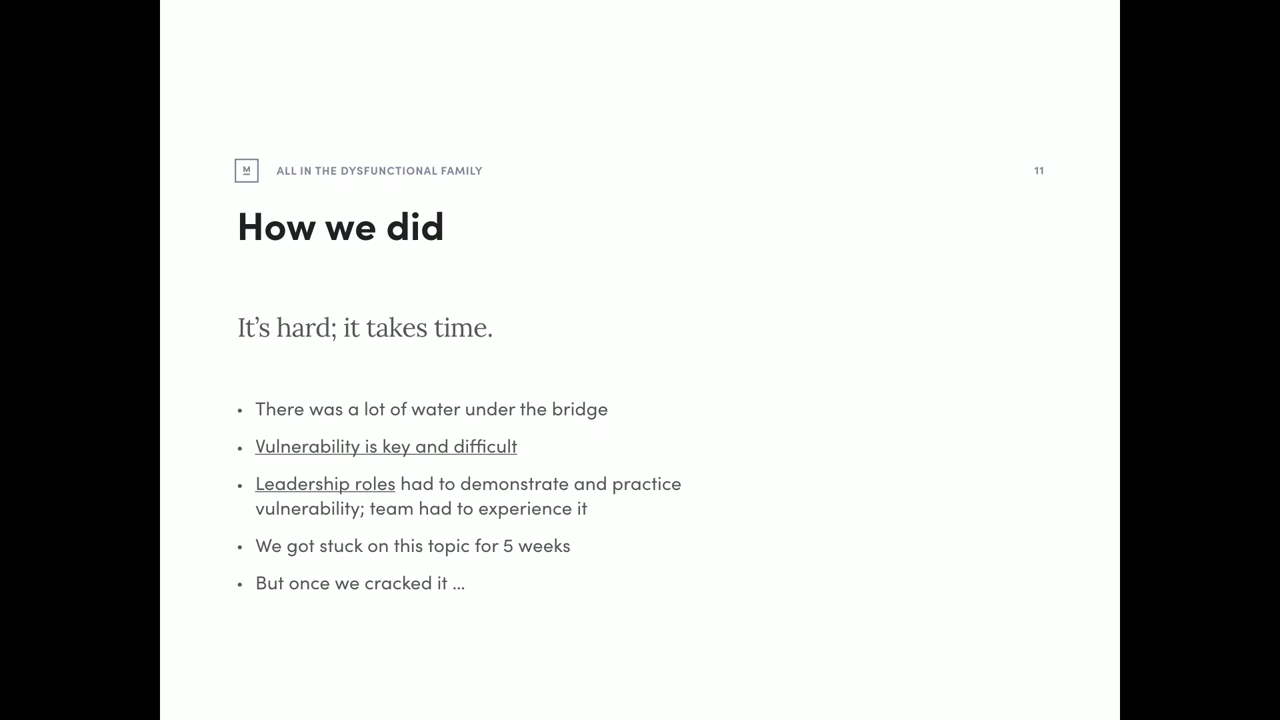 M ALL IN THE DYSFUNCTIONAL FAMILY 11
How we did
It's hard; it takes time.
• There was a lot of water under the bridge
• Vulnerability is key and difficult
• Leadership roles had to demonstrate and practice
vulnerability; team had to experience it
• We got stuck on this topic for 5 weeks
• But once we cracked it ...